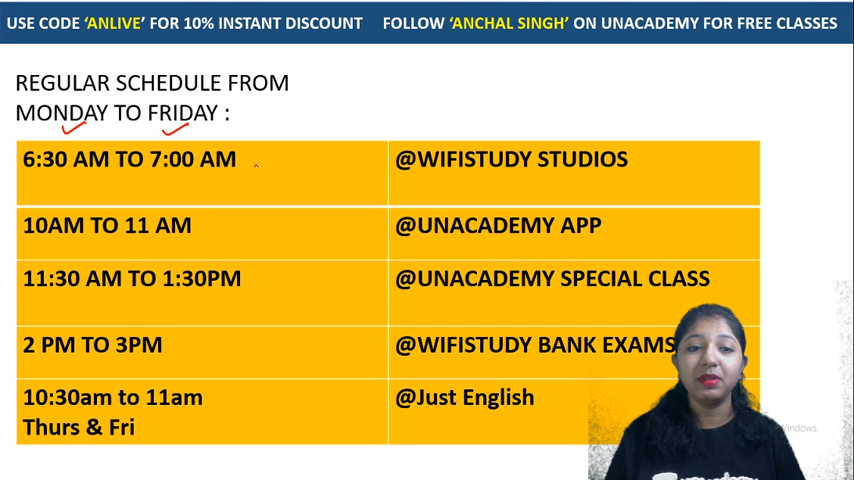 USE CODE ‘ANLIVE’ FOR 10% INSTANT DISCOUNT FOLLOW ‘ANCHAL SINGH’ ON UNACADEMY FOR FREE CLASSES
REGULAR SCHEDULE FROM
MONDAY TO FRIDAY :
6:30 AM TO 7:00 AM @WIFISTUDY STUDIOS
10AM TO 11 AM @UNACADEMY APP
11:30 AM TO 1:30PM @UNACADEMY SPECIAL CLASS
2 PM TO 3PM @WIFISTUDY BANK EXAMS
10:30am to 11am @Just English
Thurs & Fri
Windows.